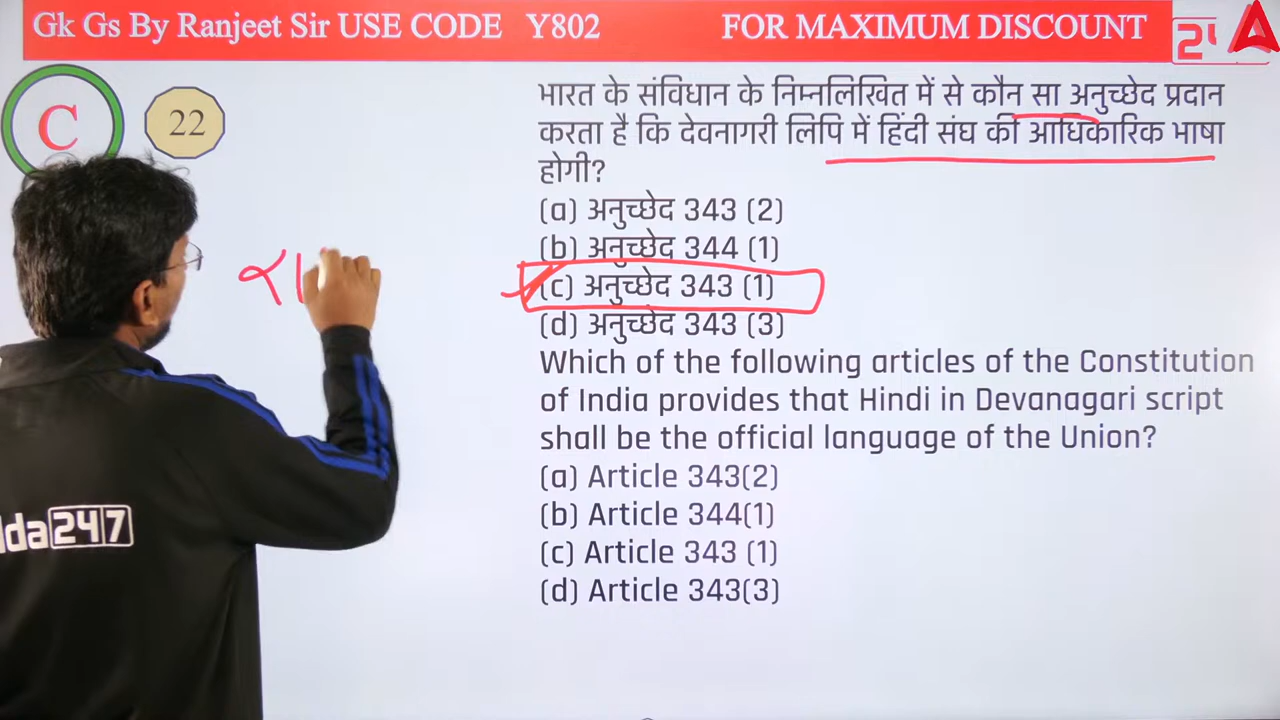 Gk Gs By Ranjeet Sir USE CODE Y802 FOR MAXIMUM DISCOUNT
C 22
भारत के संविधान के निम्नलिखित में से कौन सा अनुच्छेद प्रदान
करता है कि देवनागरी लिपि में हिंदी संघ की आधिकारिक भाषा
होगी?
(a) अनुच्छेद 343 (2)
(b) अनुच्छेद 344 (1)
(c) अनुच्छेद 343 (1)
(d) अनुच्छेद 343 (3)
Which of the following articles of the Constitution
of India provides that Hindi in Devanagari script
shall be the official language of the Union?
(a) Article 343(2)
(b) Article 344(1)
(c) Article 343 (1)
(d) Article 343(3)
247